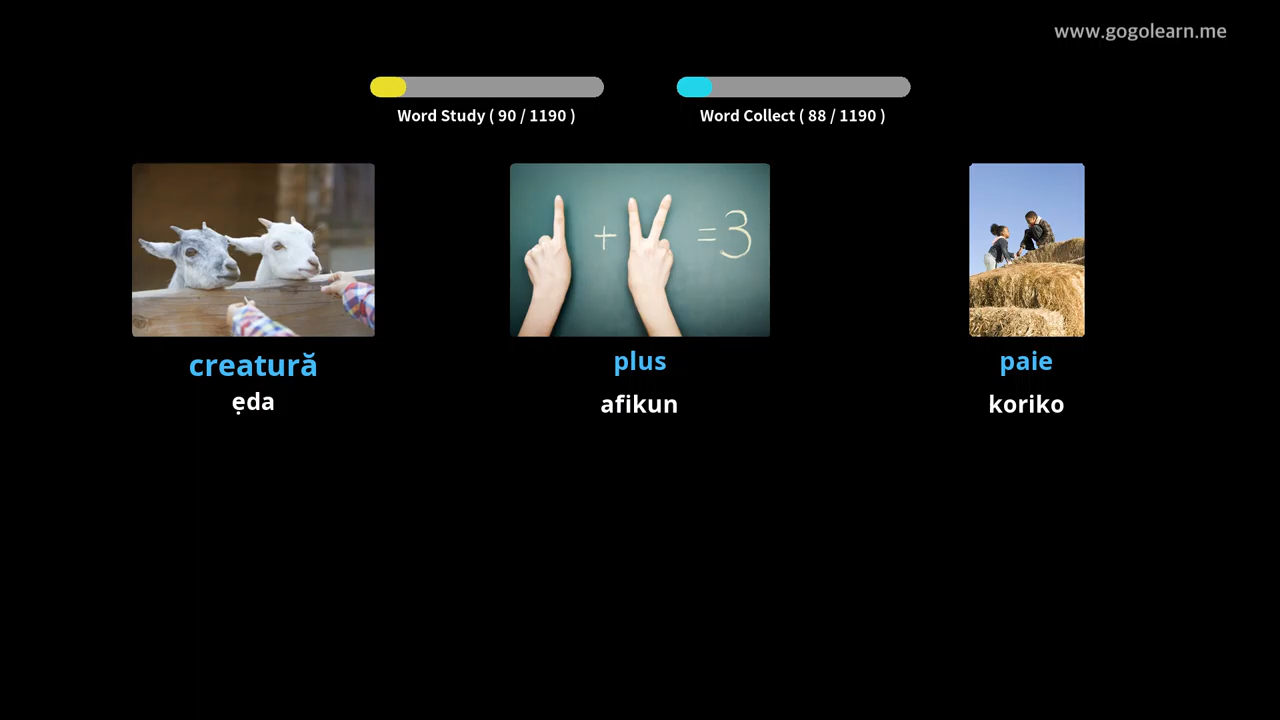 www.gogolearn.me
Word Study ( 90 / 1190 )
Word Collect ( 88 / 1190 )
+ =3
creatură
plus
paie
ẹda
afikun
koriko